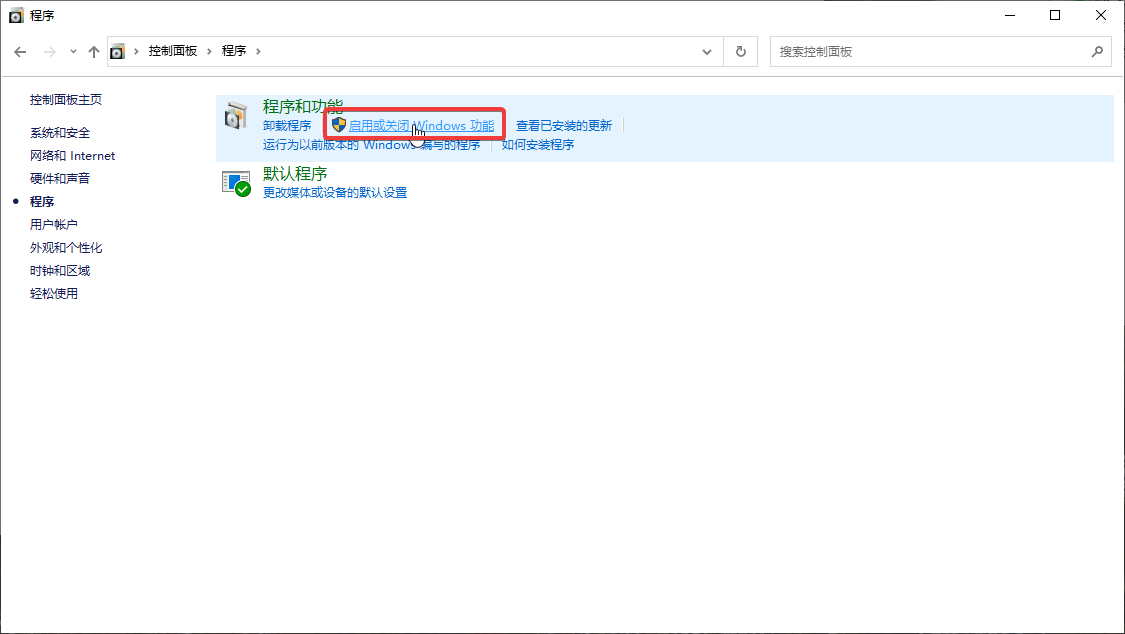 程序
控制面板 程序
搜索控制面板
控制面板主页
系统和安全
网络和 Internet
硬件和声音
程序
用户帐户
外观和个性化
时钟和区域
轻松使用
程序和功能
卸载程序 启用或关闭 Windows 功能 查看已安装的更新
运行为以前版本的 Windows 编写的程序 如何安装程序
默认程序
更改媒体或设备的默认设置